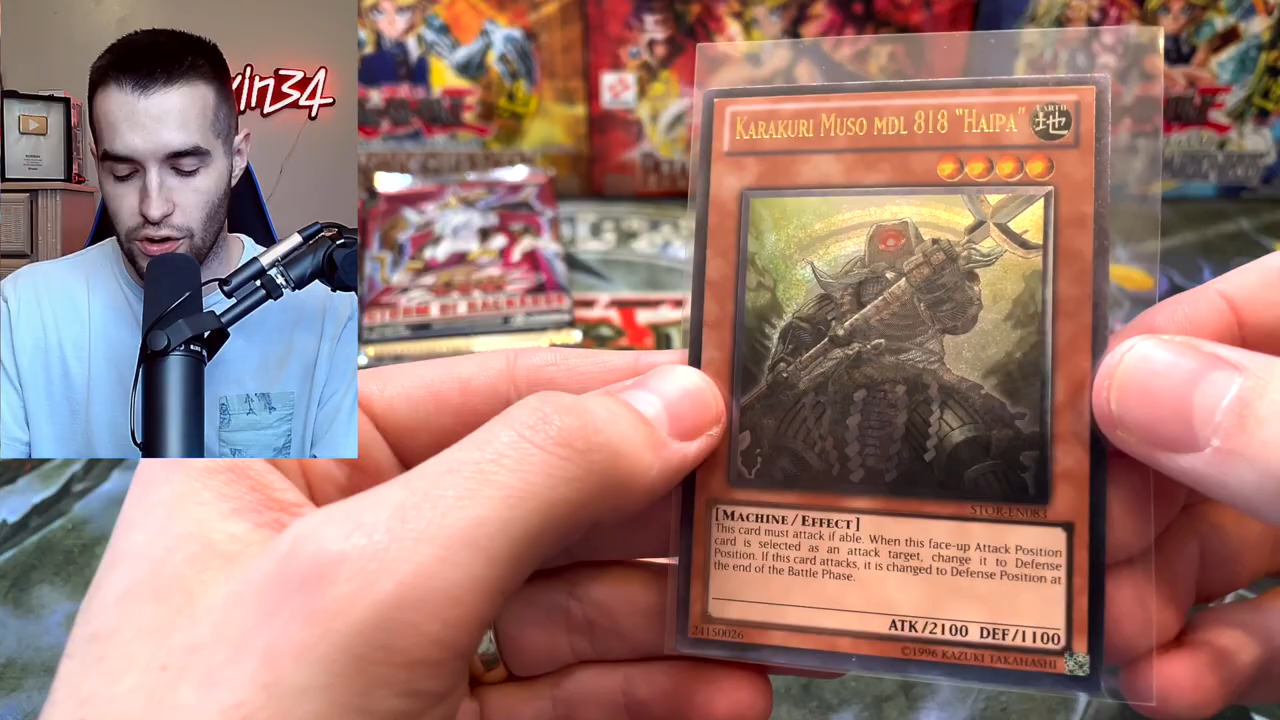 KARAKURI MUSO MDL 818 "HAIPA"
EARTH
地
STOR-EN083
[MACHINE/EFFECT]
This card must attack if able. When this face-up Attack Position
card is selected as an attack target, change it to Defense
Position. If this card attacks, it is changed to Defense Position at
the end of the Battle Phase.
ATK/2100 DEF/1100
24150026
©1996 KAZUKI TAKAHASHI